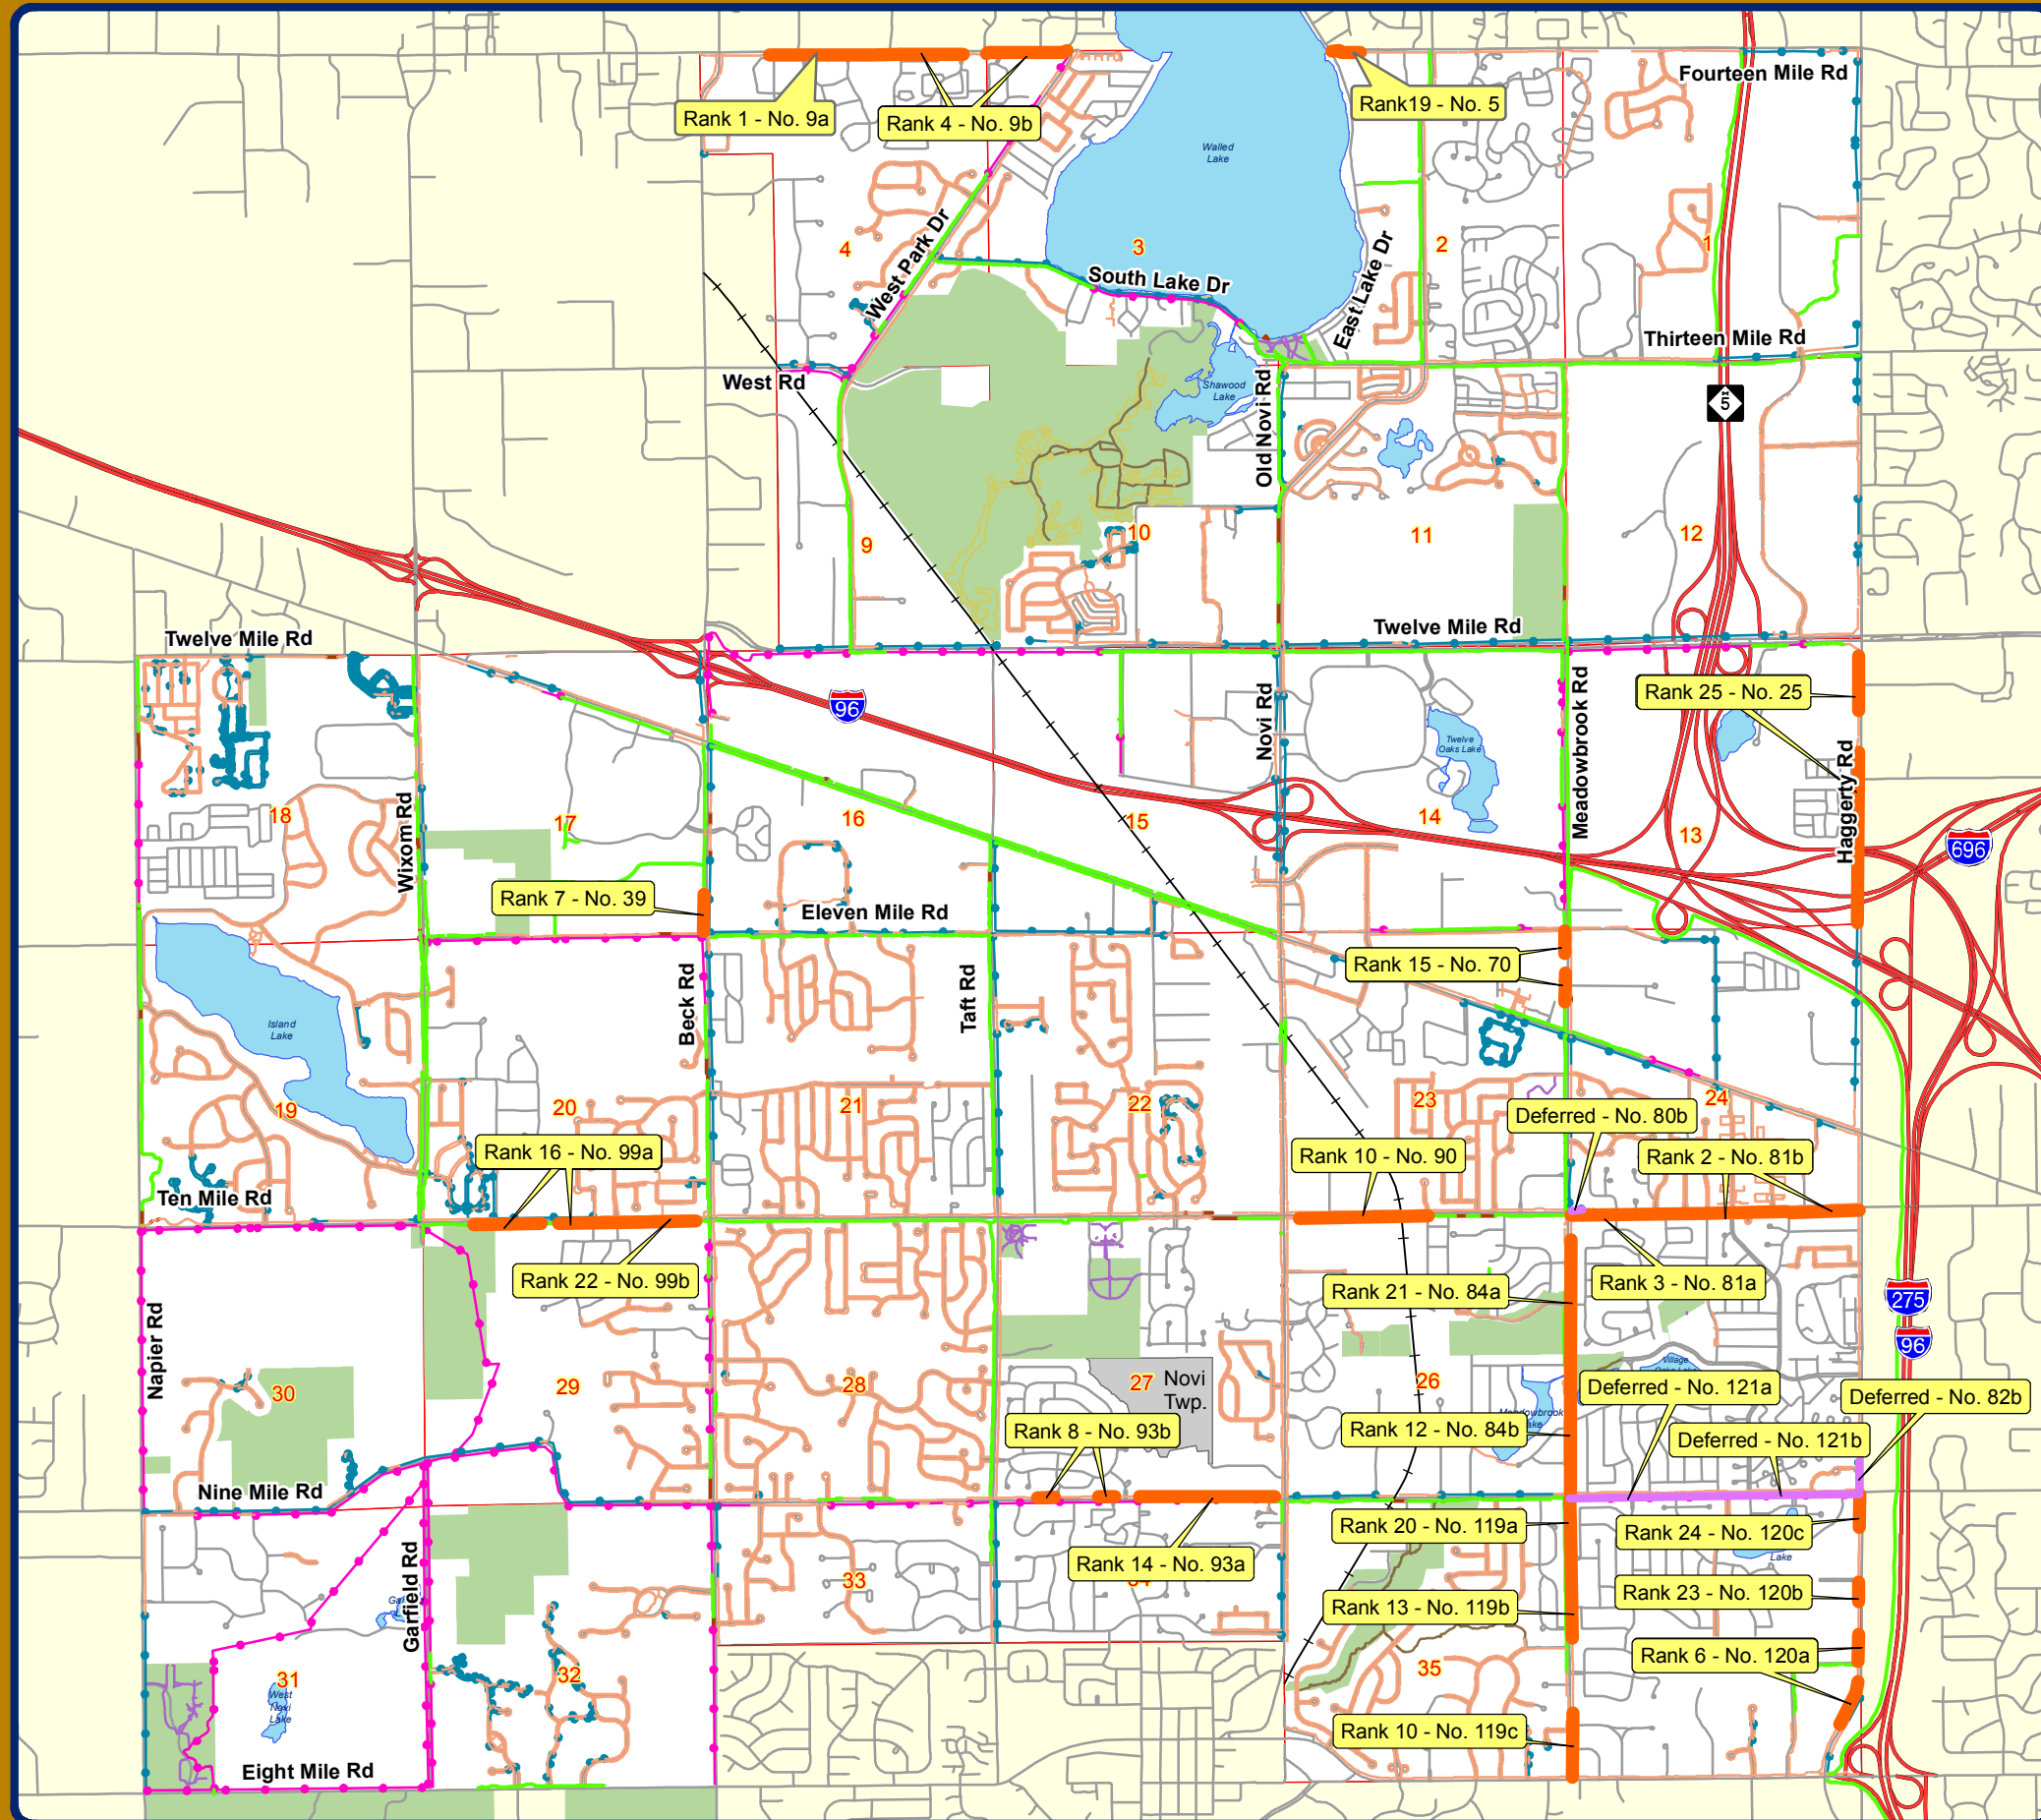 Fourteen Mile Rd
Rank 1 - No. 9a
Rank 4 - No. 9b
Rank19 - No. 5
Walled
Lake
4
3
2
1
West Park Dr
South Lake Dr
East Lake Dr
Thirteen Mile Rd
West Rd
Shawood
Lake
Old Novi Rd
5
9
10
11
12
Twelve Mile Rd
Twelve Mile Rd
96
Novi Rd
Twelve
Oaks Lake
Meadowbrook Rd
Rank 25 - No. 25
Haggerty Rd
18
Wixom Rd
17
16
15
14
13
696
Rank 7 - No. 39
Eleven Mile Rd
Rank 15 - No. 70
Beck Rd
Taft Rd
Island
Lake
19
20
21
22
23
24
Deferred - No. 80b
Rank 16 - No. 99a
Rank 10 - No. 90
Rank 2 - No. 81b
Ten Mile Rd
Rank 22 - No. 99b
Rank 21 - No. 84a
Rank 3 - No. 81a
275
96
Napier Rd
30
29
28
27
Novi
Twp.
26
Village
Deferred - No. 121a
Deferred - No. 82b
Meadowbrook
Lake
Rank 8 - No. 93b
Rank 12 - No. 84b
Deferred - No. 121b
Nine Mile Rd
Rank 20 - No. 119a
Rank 24 - No. 120c
Lake
Rank 14 - No. 93a
Garfield Rd
33
Rank 13 - No. 119b
Rank 23 - No. 120b
31
32
35
Rank 6 - No. 120a
West
Novi
Lake
Rank 10 - No. 119c
Eight Mile Rd